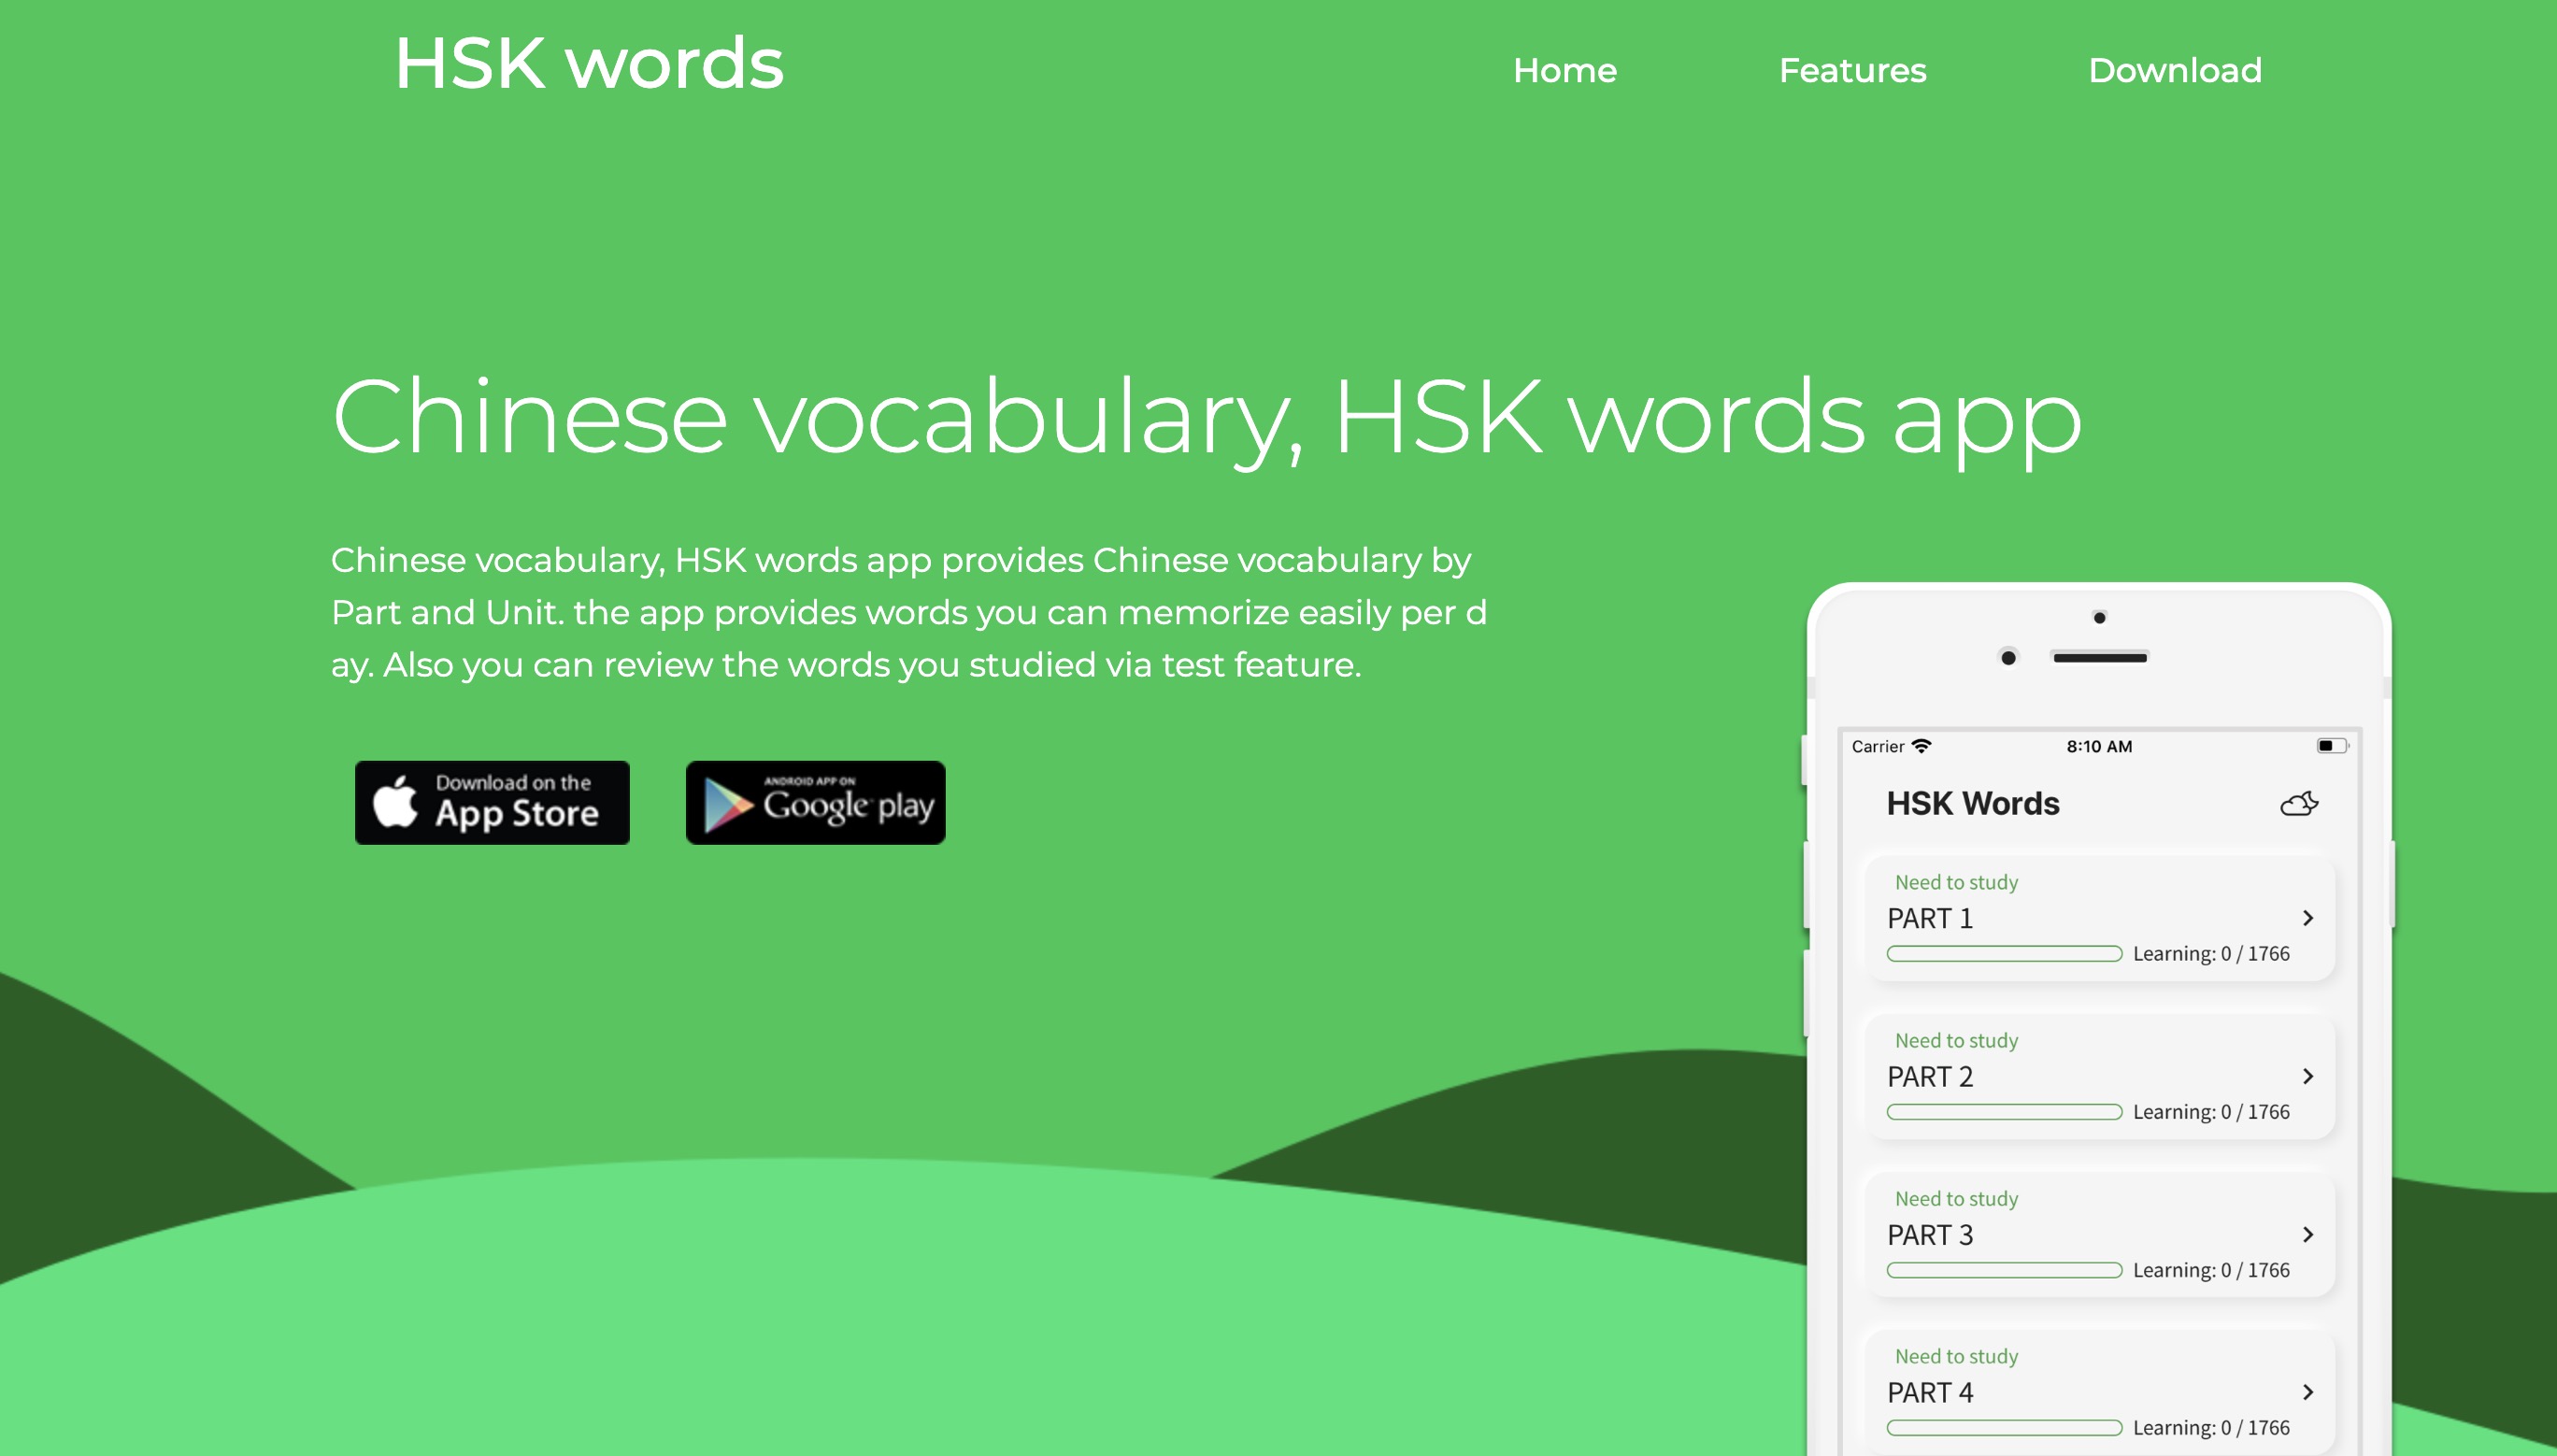 HSK words
Home
Features
Download
Chinese vocabulary, HSK words app
Chinese vocabulary, HSK words app provides Chinese vocabulary by
Part and Unit. the app provides words you can memorize easily per d
ay. Also you can review the words you studied via test feature.
Download on the
App Store
ANDROID APP ON
Google play
Carrier
8:10 AM
HSK Words
Need to study
PART 1
Learning: 0 / 1766
Need to study
PART 2
Learning: 0 / 1766
Need to study
PART 3
Learning: 0 / 1766
Need to study
PART 4
Learning: 0 / 1766